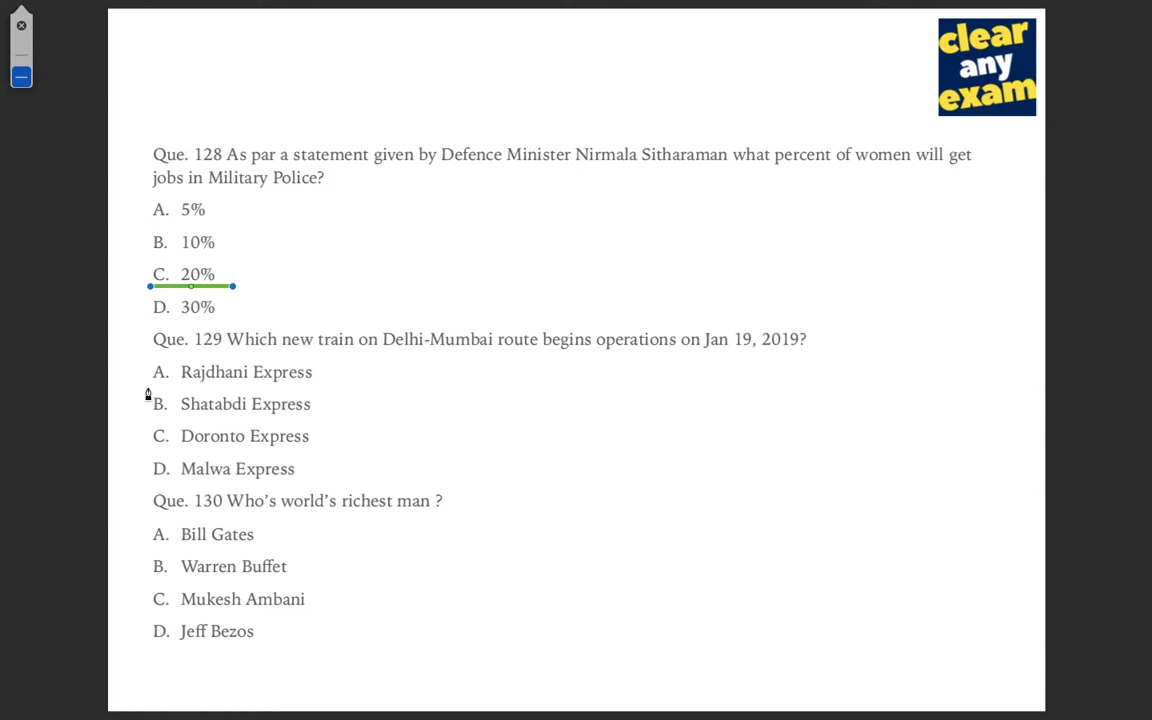 clear
any
exam
Que. 128 As par a statement given by Defence Minister Nirmala Sitharaman what percent of women will get
jobs in Military Police?
A. 5%
B. 10%
C. 20%
D. 30%
Que. 129 Which new train on Delhi-Mumbai route begins operations on Jan 19, 2019?
A. Rajdhani Express
B. Shatabdi Express
C. Doronto Express
D. Malwa Express
Que. 130 Who’s world’s richest man ?
A. Bill Gates
B. Warren Buffet
C. Mukesh Ambani
D. Jeff Bezos